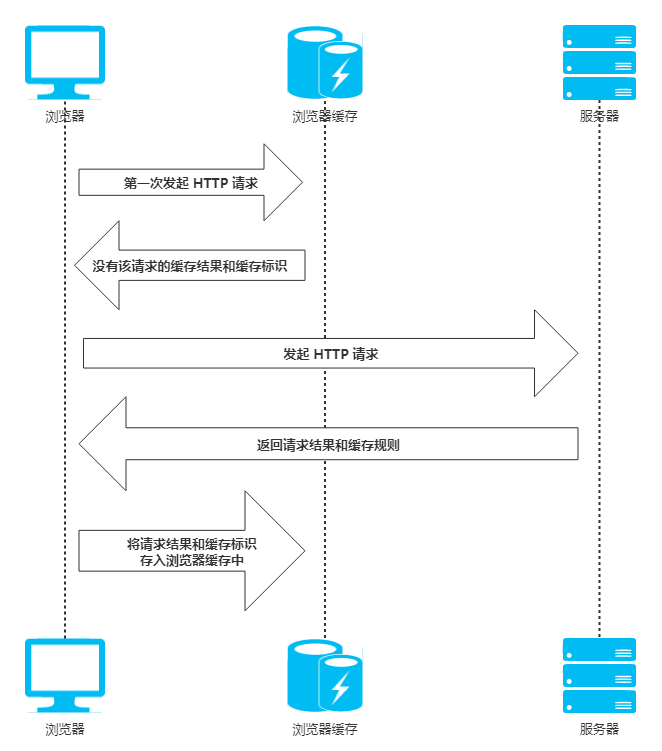 浏览器
浏览器缓存
服务器
第一次发起 HTTP 请求
没有该请求的缓存结果和缓存标识
发起 HTTP 请求
返回请求结果和缓存规则
将请求结果和缓存标识
存入浏览器缓存中
浏览器
浏览器缓存
服务器